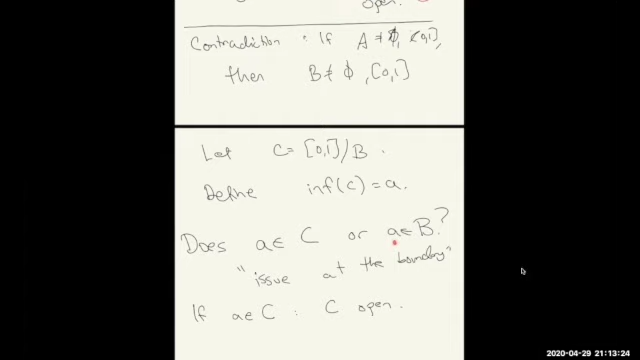 open.
Contradiction : If A ≠ ϕ, [0,1],
then B ≠ ϕ, [0,1]
Let C = [0,1]/B .
Define inf(C) = a.
Does a ∈ C or a ∈ B?
"issue at the boundary"
If a ∈ C : C open.
2020-04-29 21:13:24